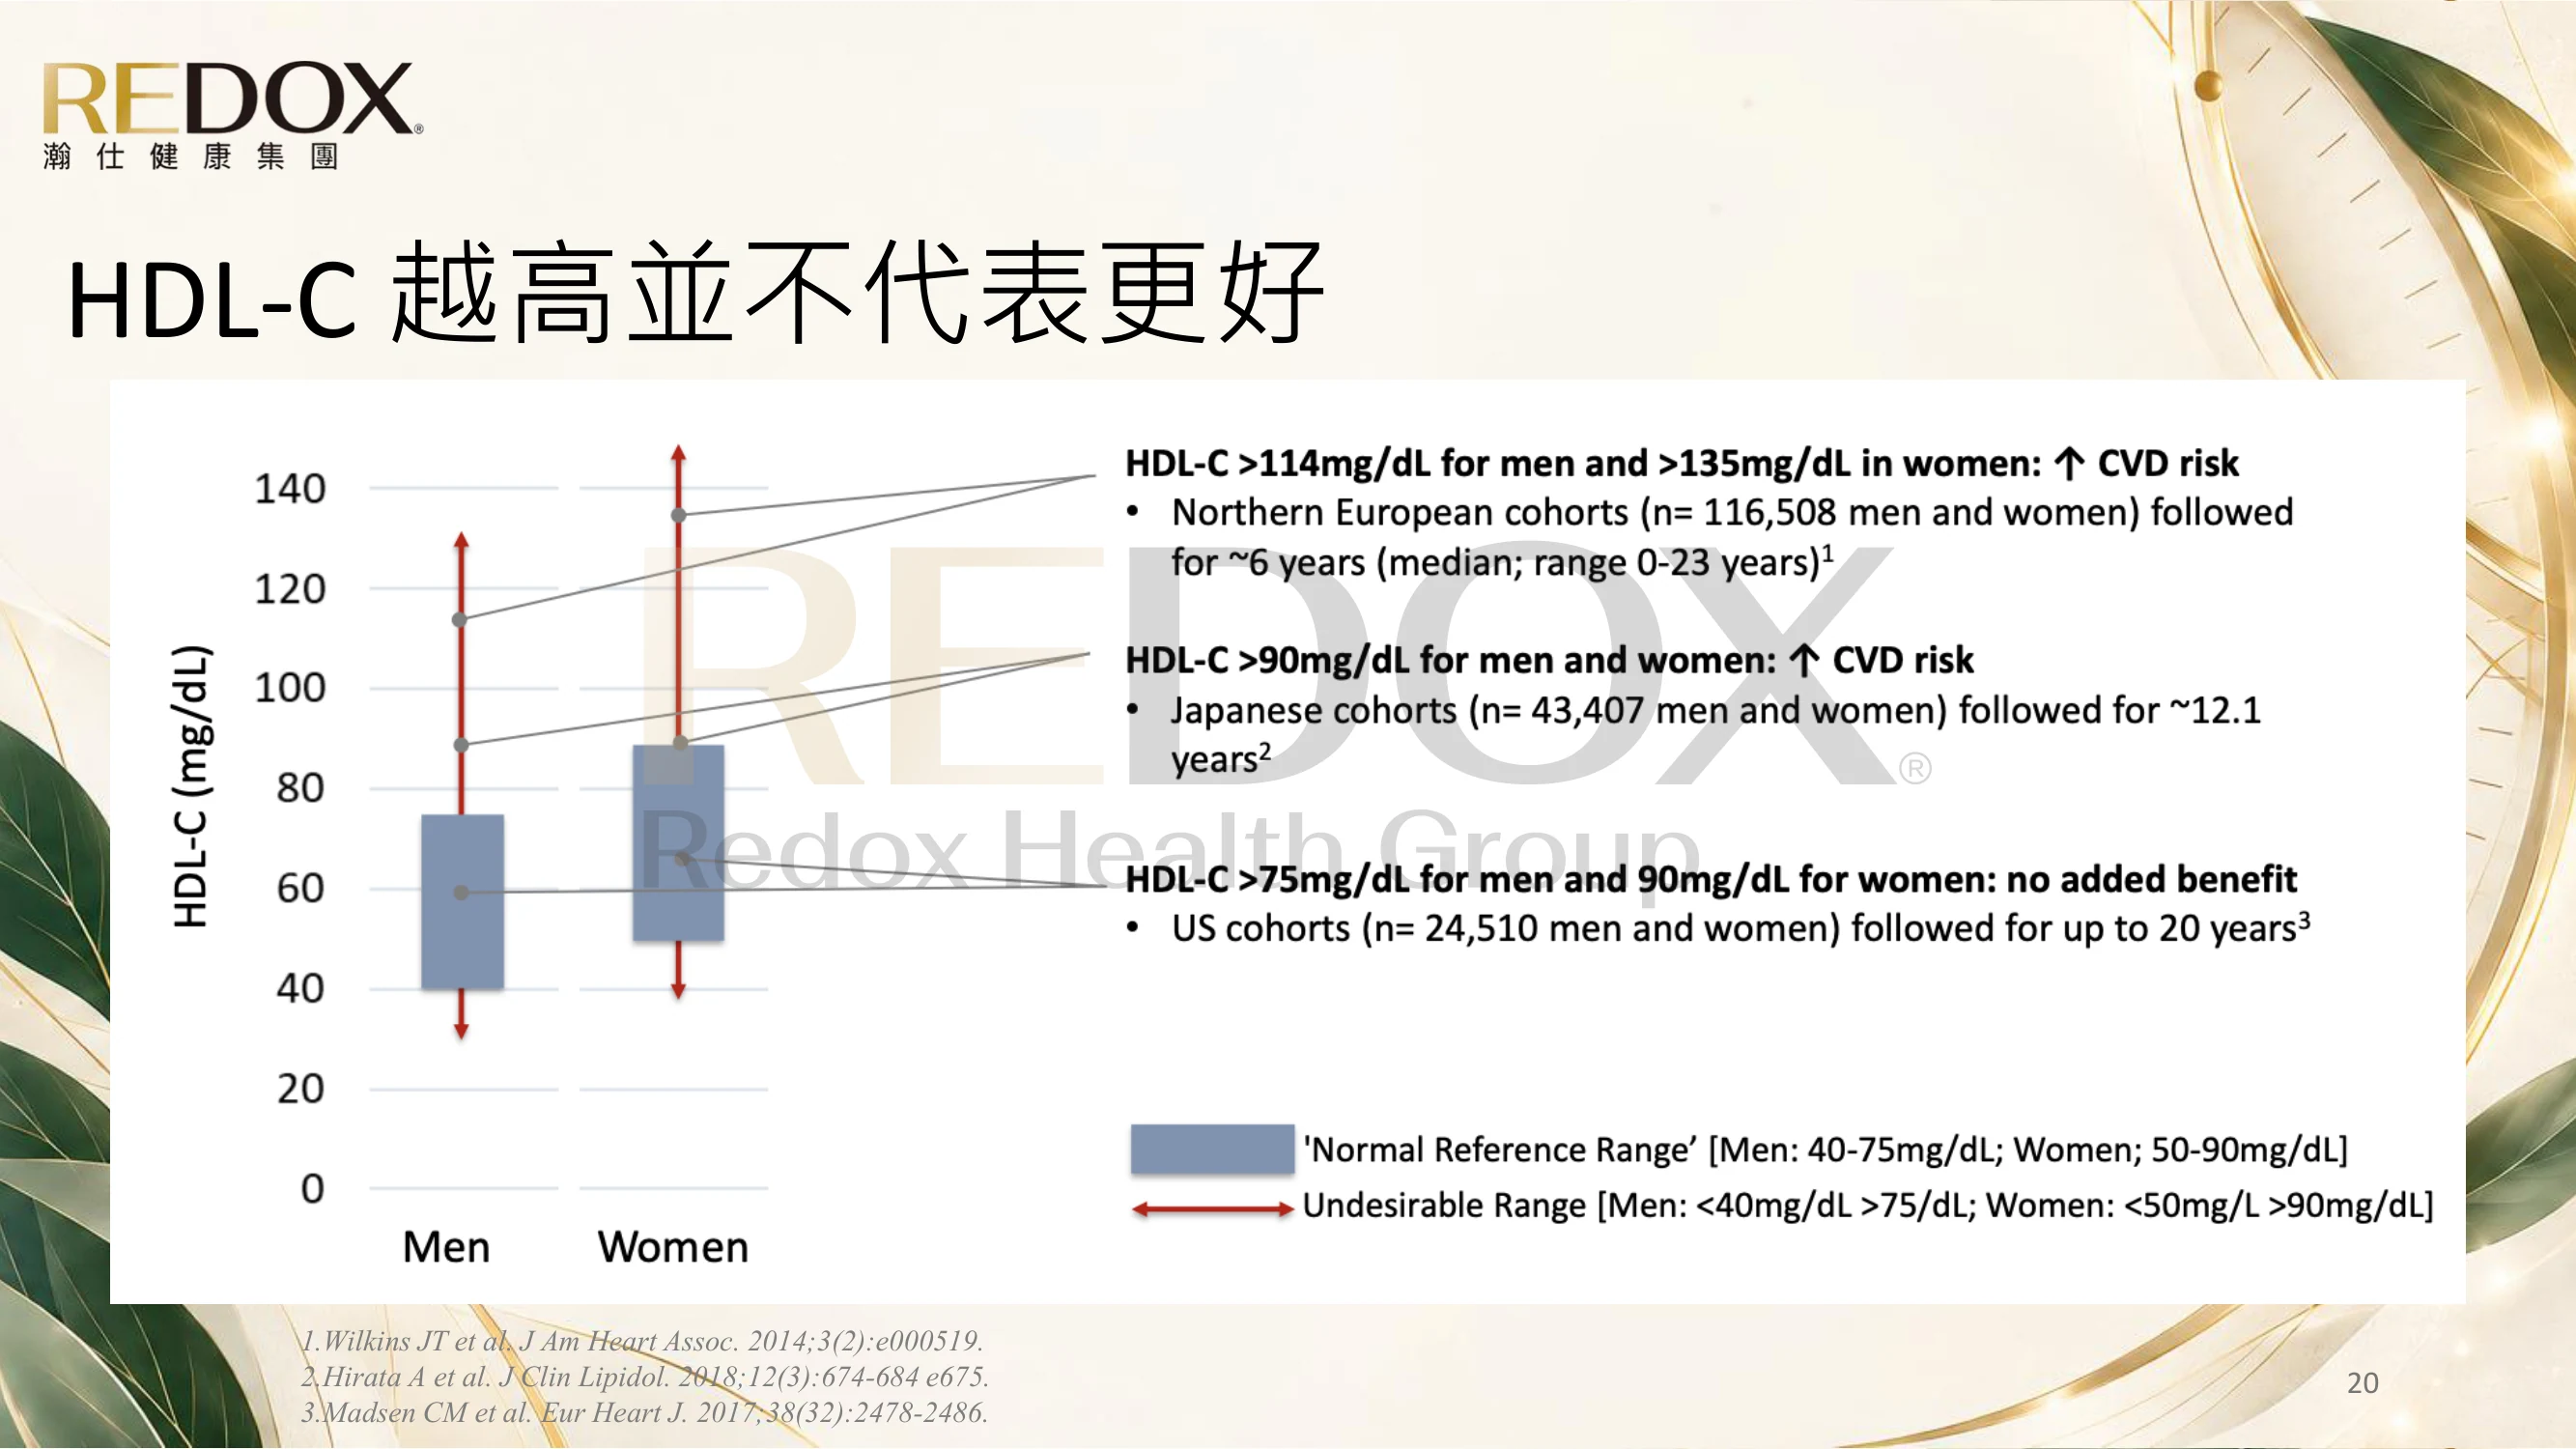 REDOX®
瀚仕健康集團
HDL-C 越高並不代表更好
HDL-C (mg/dL)
140
120
100
80
60
40
20
0
Men
Women
HDL-C >114mg/dL for men and >135mg/dL in women: ↑ CVD risk
• Northern European cohorts (n= 116,508 men and women) followed
for ~6 years (median; range 0-23 years)¹
HDL-C >90mg/dL for men and women: ↑ CVD risk
• Japanese cohorts (n= 43,407 men and women) followed for ~12.1
years²
HDL-C >75mg/dL for men and 90mg/dL for women: no added benefit
• US cohorts (n= 24,510 men and women) followed for up to 20 years³
'Normal Reference Range’ [Men: 40-75mg/dL; Women; 50-90mg/dL]
Undesirable Range [Men: <40mg/dL >75/dL; Women: <50mg/L >90mg/dL]
REDOX®
Redox Health Group
1.Wilkins JT et al. J Am Heart Assoc. 2014;3(2):e000519.
2.Hirata A et al. J Clin Lipidol. 2018;12(3):674-684 e675.
3.Madsen CM et al. Eur Heart J. 2017;38(32):2478-2486.
20